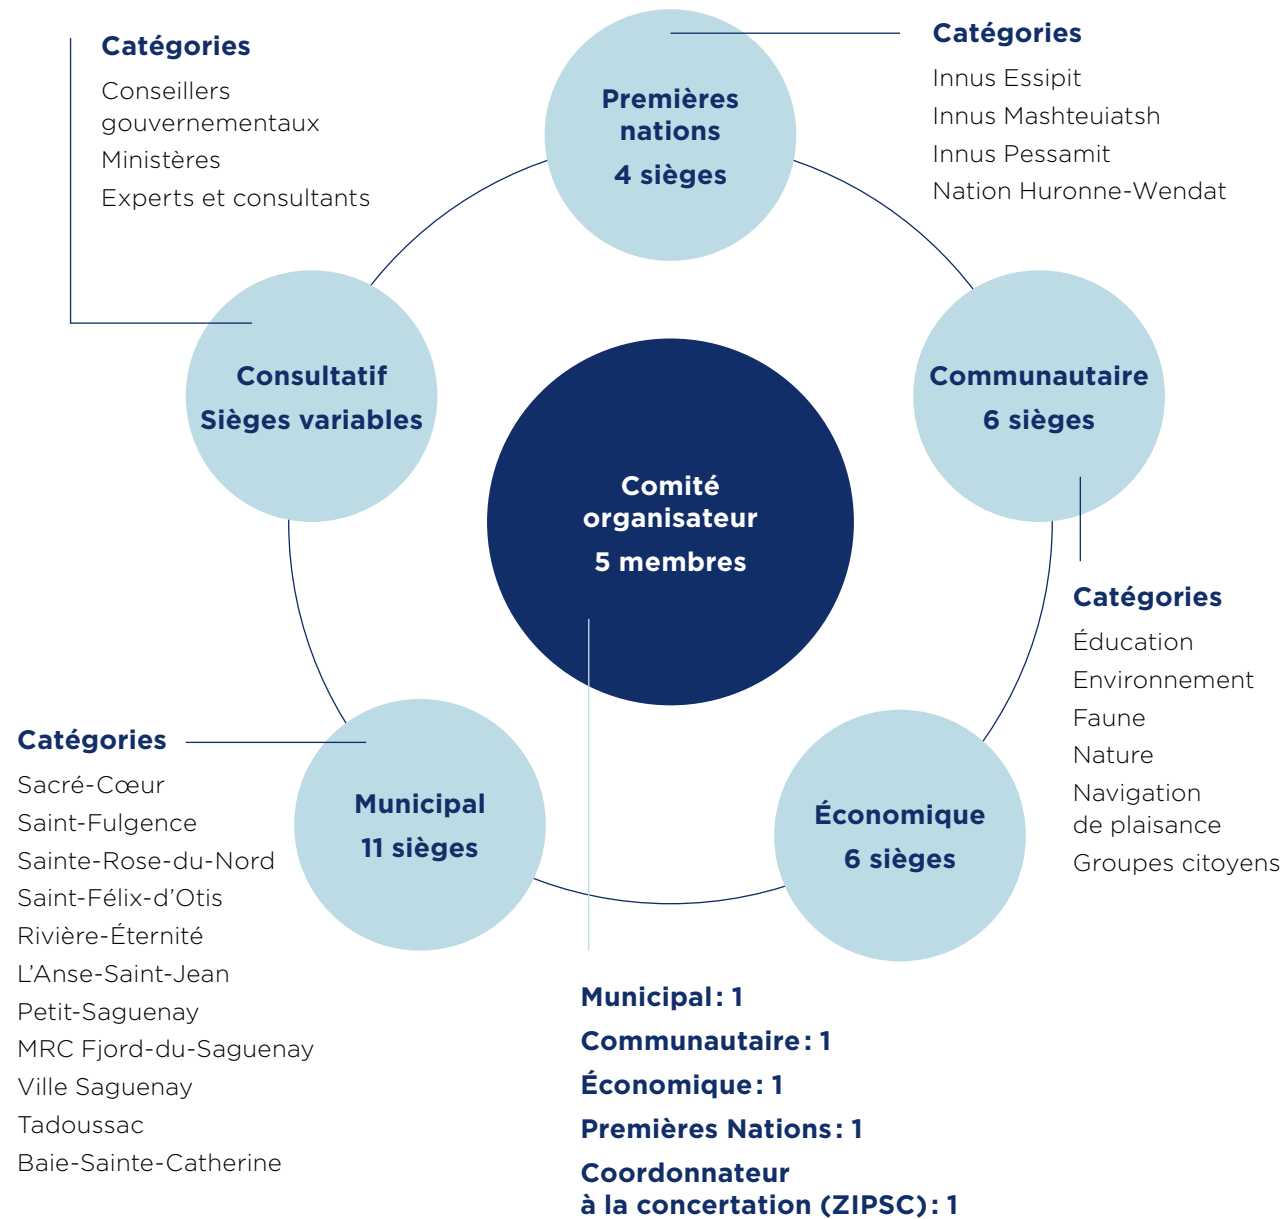 Catégories
Conseillers
gouvernementaux
Ministères
Experts et consultants
Premières
nations
4 sièges
Catégories
Innus Essipit
Innus Mashteuiatsh
Innus Pessamit
Nation Huronne-Wendat
Consultatif
Sièges variables
Communautaire
6 sièges
Comité
organisateur
5 membres
Catégories
Éducation
Environnement
Faune
Nature
Navigation
de plaisance
Groupes citoyens
Catégories
Sacré-Cœur
Saint-Fulgence
Sainte-Rose-du-Nord
Saint-Félix-d’Otis
Rivière-Éternité
L’Anse-Saint-Jean
Petit-Saguenay
MRC Fjord-du-Saguenay
Ville Saguenay
Tadoussac
Baie-Sainte-Catherine
Municipal
11 sièges
Économique
6 sièges
Municipal : 1
Communautaire : 1
Économique : 1
Premières Nations : 1
Coordonnateur
à la concertation (ZIPSC) : 1